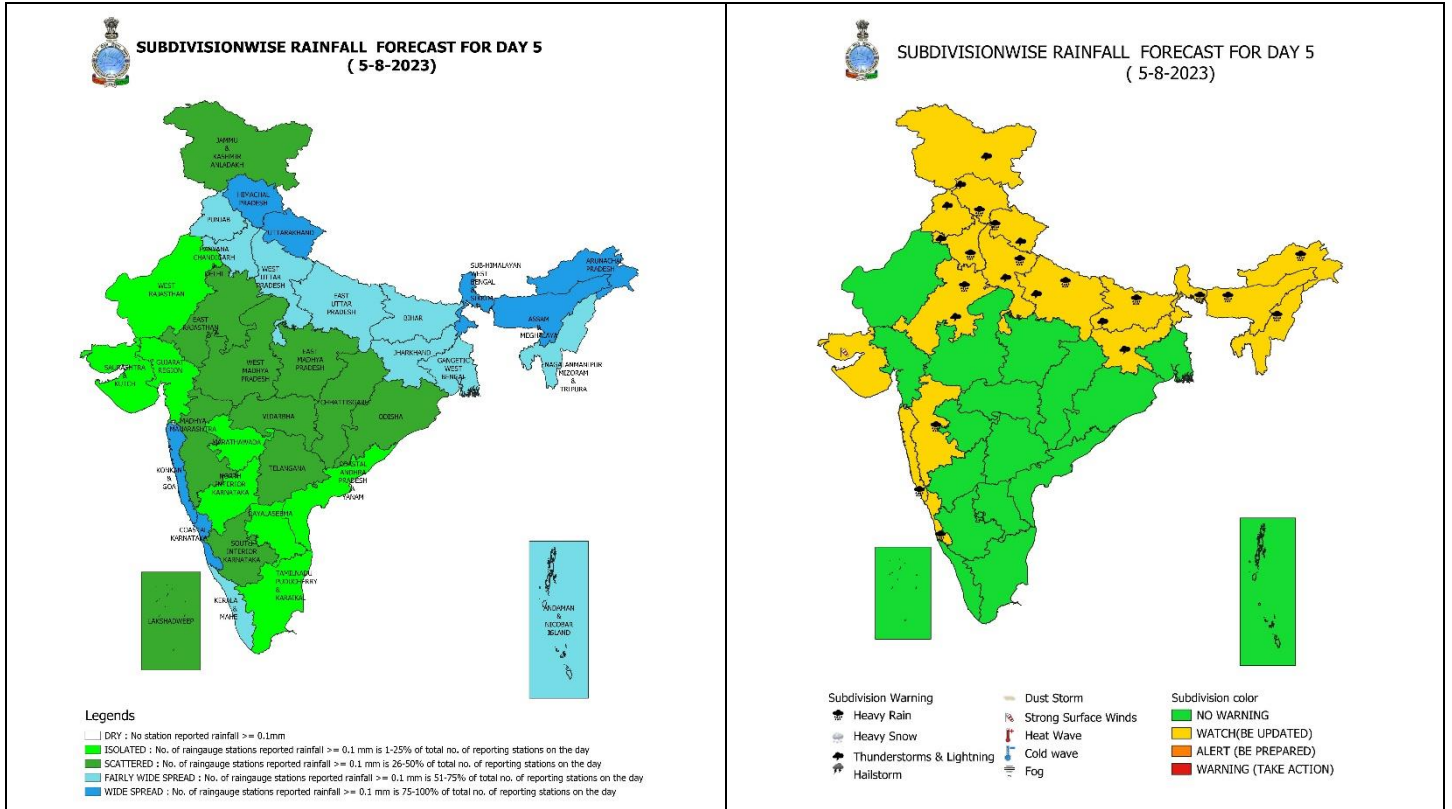 SUBDIVISIONWISE RAINFALL FORECAST FOR DAY 5
( 5-8-2023)
JAMMU
&
KASHMIR
ANLADAKH
HIMACHAL
PRADESH
PUNJAB
UTTARAKHAND
CHANDIGARH
&
DELHI
WEST
UTTAR
PRADESH
SUB-HIMALAYAN
WEST
BENGAL
&
ARUNACHAL
PRADESH
WEST
RAJASTHAN
EAST
UTTAR
PRADESH
BIHAR
ASSAM
&
MEGHALAYA
EAST
RAJASTHAN
JHARKHAND
GANGETIC
WEST
BENGAL
MIZORAM
&
TRIPURA
SAURASHTRA
&
KUTCH
GUJARAT
REGION
WEST
MADHYA
PRADESH
EAST
MADHYA
PRADESH
CHHATTISGARH
ODISHA
VIDARBHA
MADHYA
MAHARASHTRA
MARATHAWADA
KONKAN
&
GOA
TELANGANA
COASTAL
ANDHRA
PRADESH
&
YANAM
INTERIOR
KARNATAKA
COASTAL
KARNATAKA
SOUTH
INTERIOR
KARNATAKA
TAMILNADU
PUDUCHERRY
&
KARAIKAL
KERALA
&
MAHE
LAKSHADWEEP
ANDAMAN
&
NICOBAR
ISLAND
Legends
DRY : No station reported rainfall >= 0.1mm
ISOLATED : No. of raingauge stations reported rainfall >= 0.1 mm is 1-25% of total no. of reporting stations on the day
SCATTERED : No. of raingauge stations reported rainfall >= 0.1 mm is 26-50% of total no. of reporting stations on the day
FAIRLY WIDE SPREAD : No. of raingauge stations reported rainfall >= 0.1 mm is 51-75% of total no. of reporting stations on the day
WIDE SPREAD : No. of raingauge stations reported rainfall >= 0.1 mm is 75-100% of total no. of reporting stations on the day
SUBDIVISIONWISE RAINFALL FORECAST FOR DAY 5
( 5-8-2023)
Subdivision Warning
Heavy Rain
Heavy Snow
Thunderstorms & Lightning
Hailstorm
Dust Storm
Strong Surface Winds
Heat Wave
Cold wave
Fog
Subdivision color
NO WARNING
WATCH(BE UPDATED)
ALERT (BE PREPARED)
WARNING (TAKE ACTION)